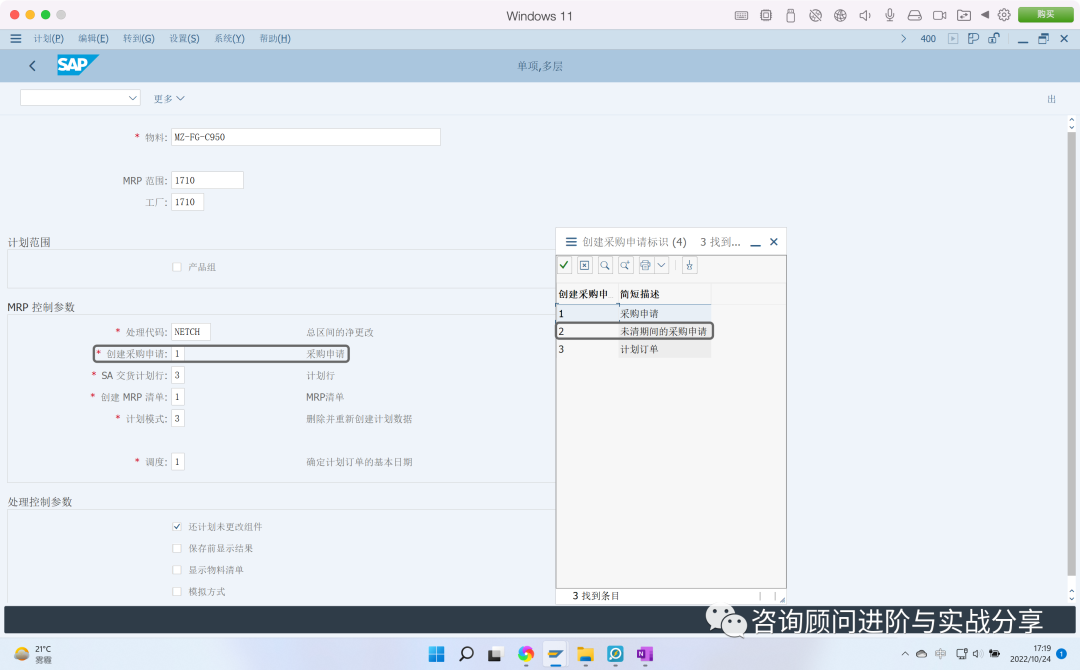 Windows 11
购买
计划(P) 编辑(E) 转到(G) 设置(S) 系统(Y) 帮助(H) 400
SAP 单项,多层
更多
* 物料: MZ-FG-C950
MRP 范围: 1710
工厂: 1710
计划范围
产品组
MRP 控制参数
* 处理代码: NETCH 总区间的净更改
* 创建采购申请: 1 采购申请
* SA 交货计划行: 3 计划行
* 创建 MRP 清单: 1 MRP清单
* 计划模式: 3 删除并重新创建计划数据
* 调度: 1 确定计划订单的基本日期
处理控制参数
还计划未更改组件
保存前显示结果
显示物料清单
模拟方式
创建采购申请标识 (4) 3 找到...
创建采购申... 简短描述
1 采购申请
2 未清期间的采购申请
3 计划订单
3 找到条目
咨询顾问进阶与实战分享
21°C
雾霾
中
17:19
2022/10/24
1